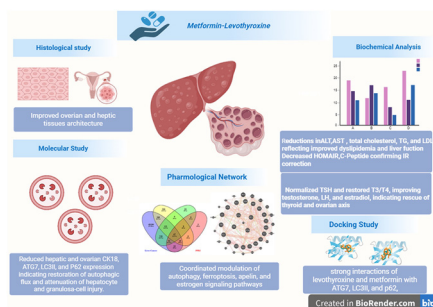 Metformin-Levothyroxine
Histological study
Improved overian and heptic
tissues architecture
Molecular Study
Reduced hepatic and ovarian CK18,
ATG7, LC3II, and P62 expression
indicating restoration of autophagic
flux and attenuation of hepatocyte
and granulosa-cell injury.
Pharmological Network
Coordinated modulation of
autophagy, ferroptosis, apelin, and
estrogen signaling pathways
Biochemical Analysis
A B C D
ReductionsinALT,AST , total cholesterol, TG, and LDL
reflecting improved dyslipidemia and liver fuction
Decreased HOMAIR,C-Peptide confirming IR
correction
Normalized TSH and restored T3/T4, improving
testosterone, LH, and estradiol, indicating rescue of
thyroid and ovarian axis
Docking Study
strong interactions of
levothyroxine and metformin with
ATG7, LC3II, and p62,
Created in BioRender.com bio